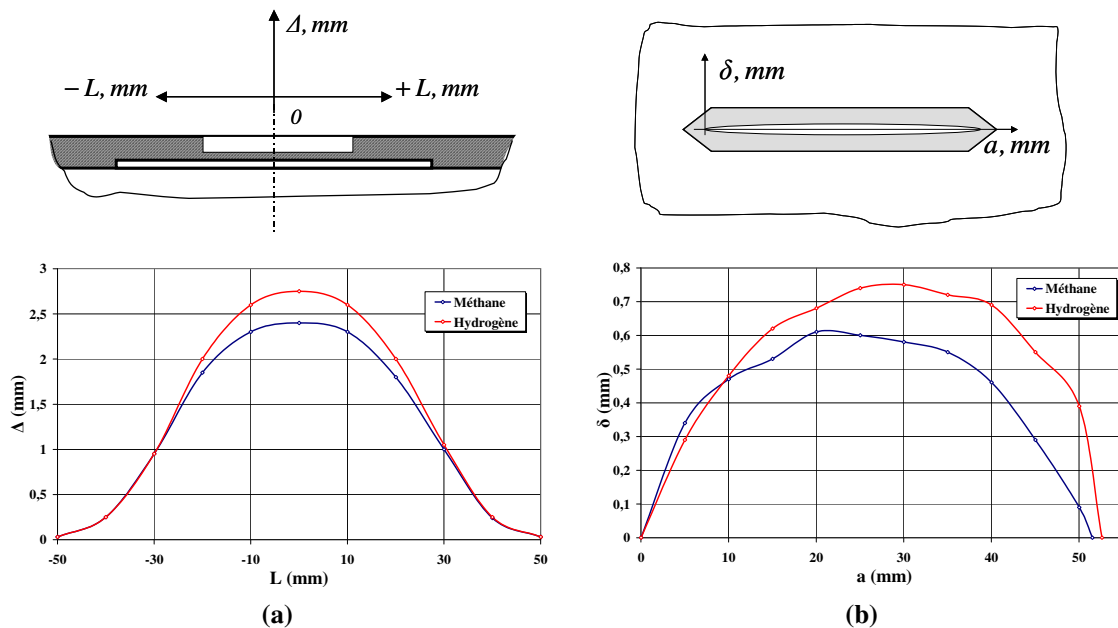 Δ, mm
− L, mm
+ L, mm
0
δ, mm
a, mm
3
2,5
2
1,5
1
0,5
0
Δ (mm)
Méthane
Hydrogène
-50 -30 -10 10 30 50
L (mm)
(a)
0,8
0,7
0,6
0,5
0,4
0,3
0,2
0,1
0
δ (mm)
Méthane
Hydrogène
0 10 20 30 40 50
a (mm)
(b)